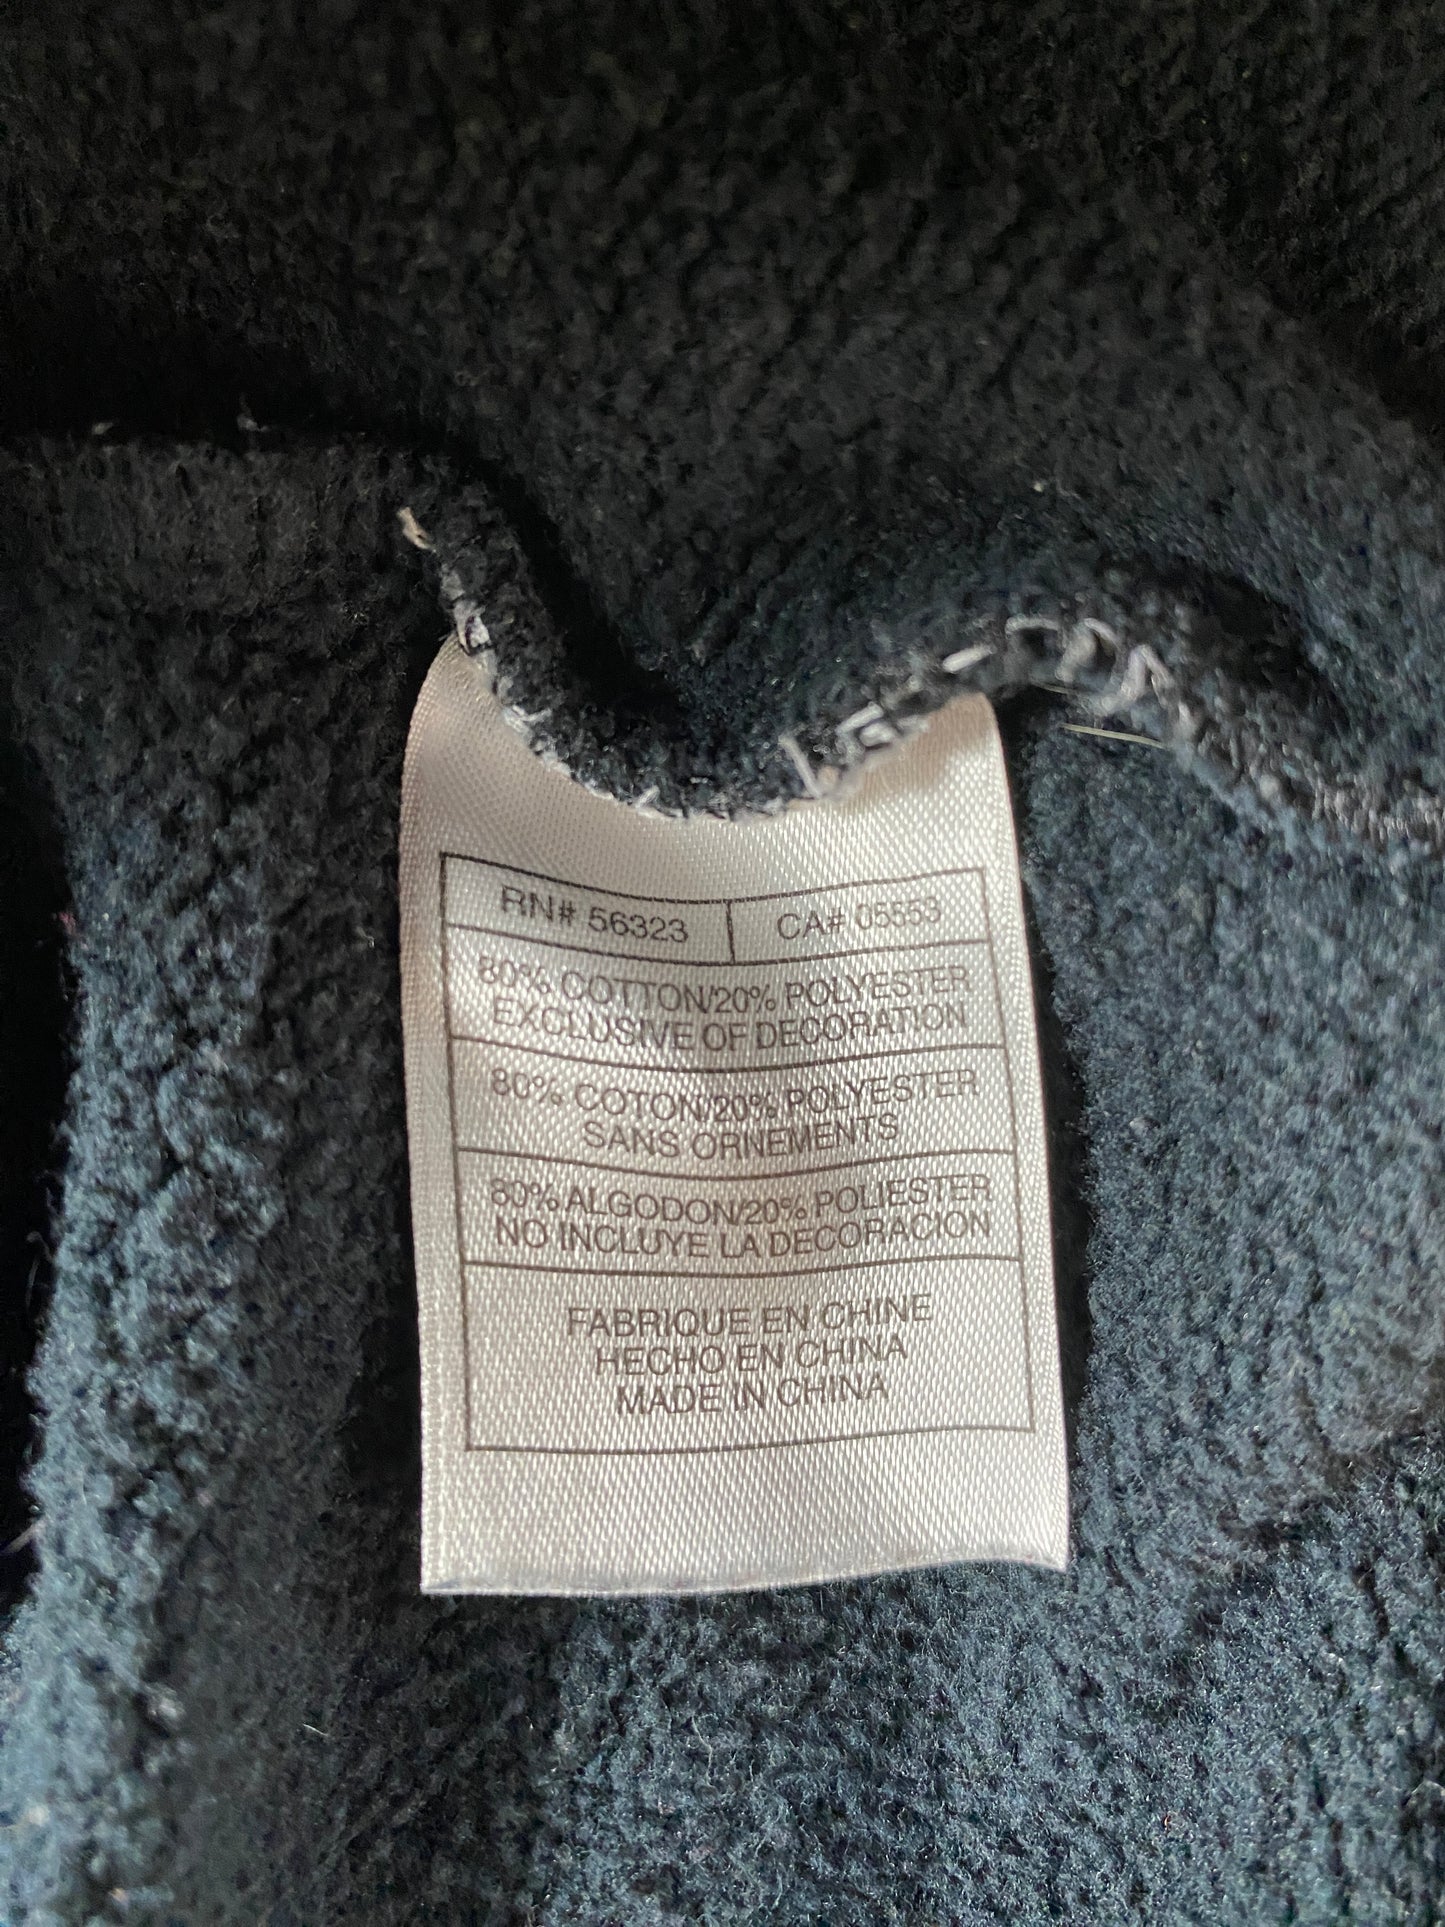 RN# 56323 CA# 05553
80% COTTON/20% POLYESTER
EXCLUSIVE OF DECORATION
80% COTON/20% POLYESTER
SANS ORNEMENTS
80% ALGODON/20% POLIESTER
NO INCLUYE LA DECORACION
FABRIQUE EN CHINE
HECHO EN CHINA
MADE IN CHINA